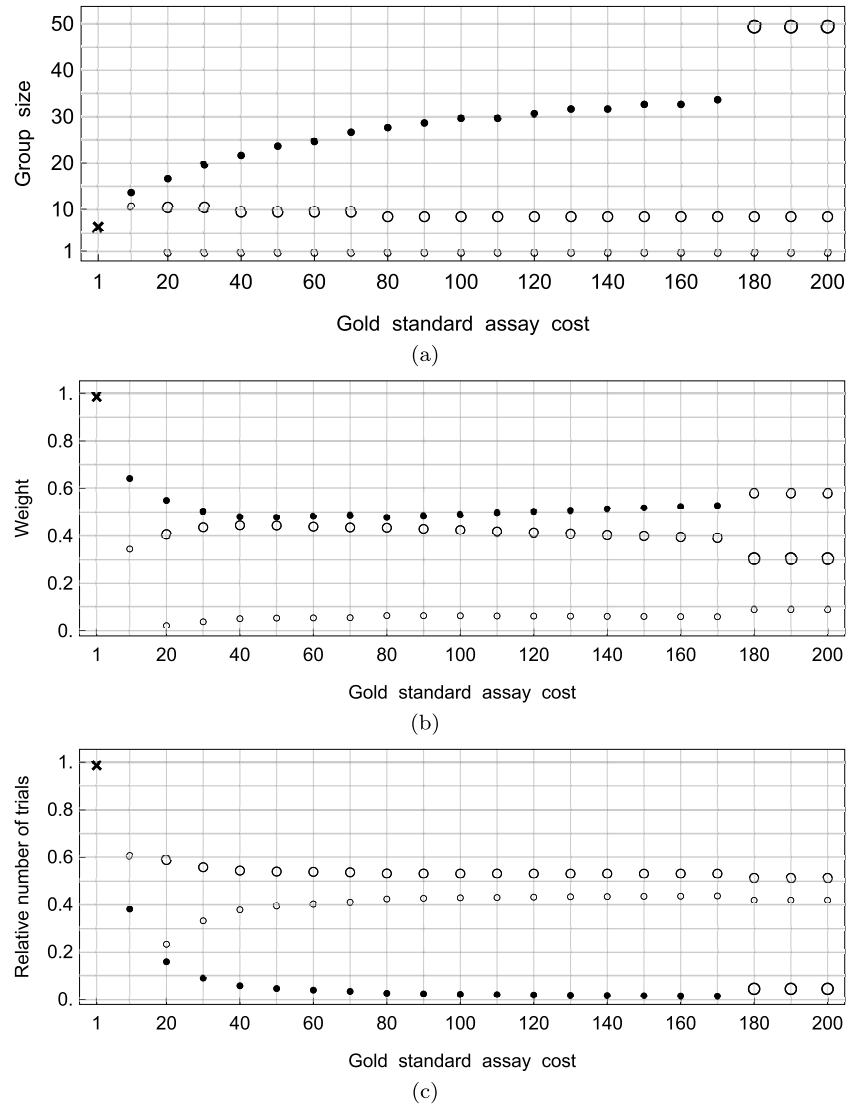 50
40
30
20
10
1
Group size
1 20 40 60 80 100 120 140 160 180 200
Gold standard assay cost
(a)
1.
0.8
0.6
0.4
0.2
0.
Weight
1 20 40 60 80 100 120 140 160 180 200
Gold standard assay cost
(b)
1.
0.8
0.6
0.4
0.2
0.
Relative number of trials
1 20 40 60 80 100 120 140 160 180 200
Gold standard assay cost
(c)